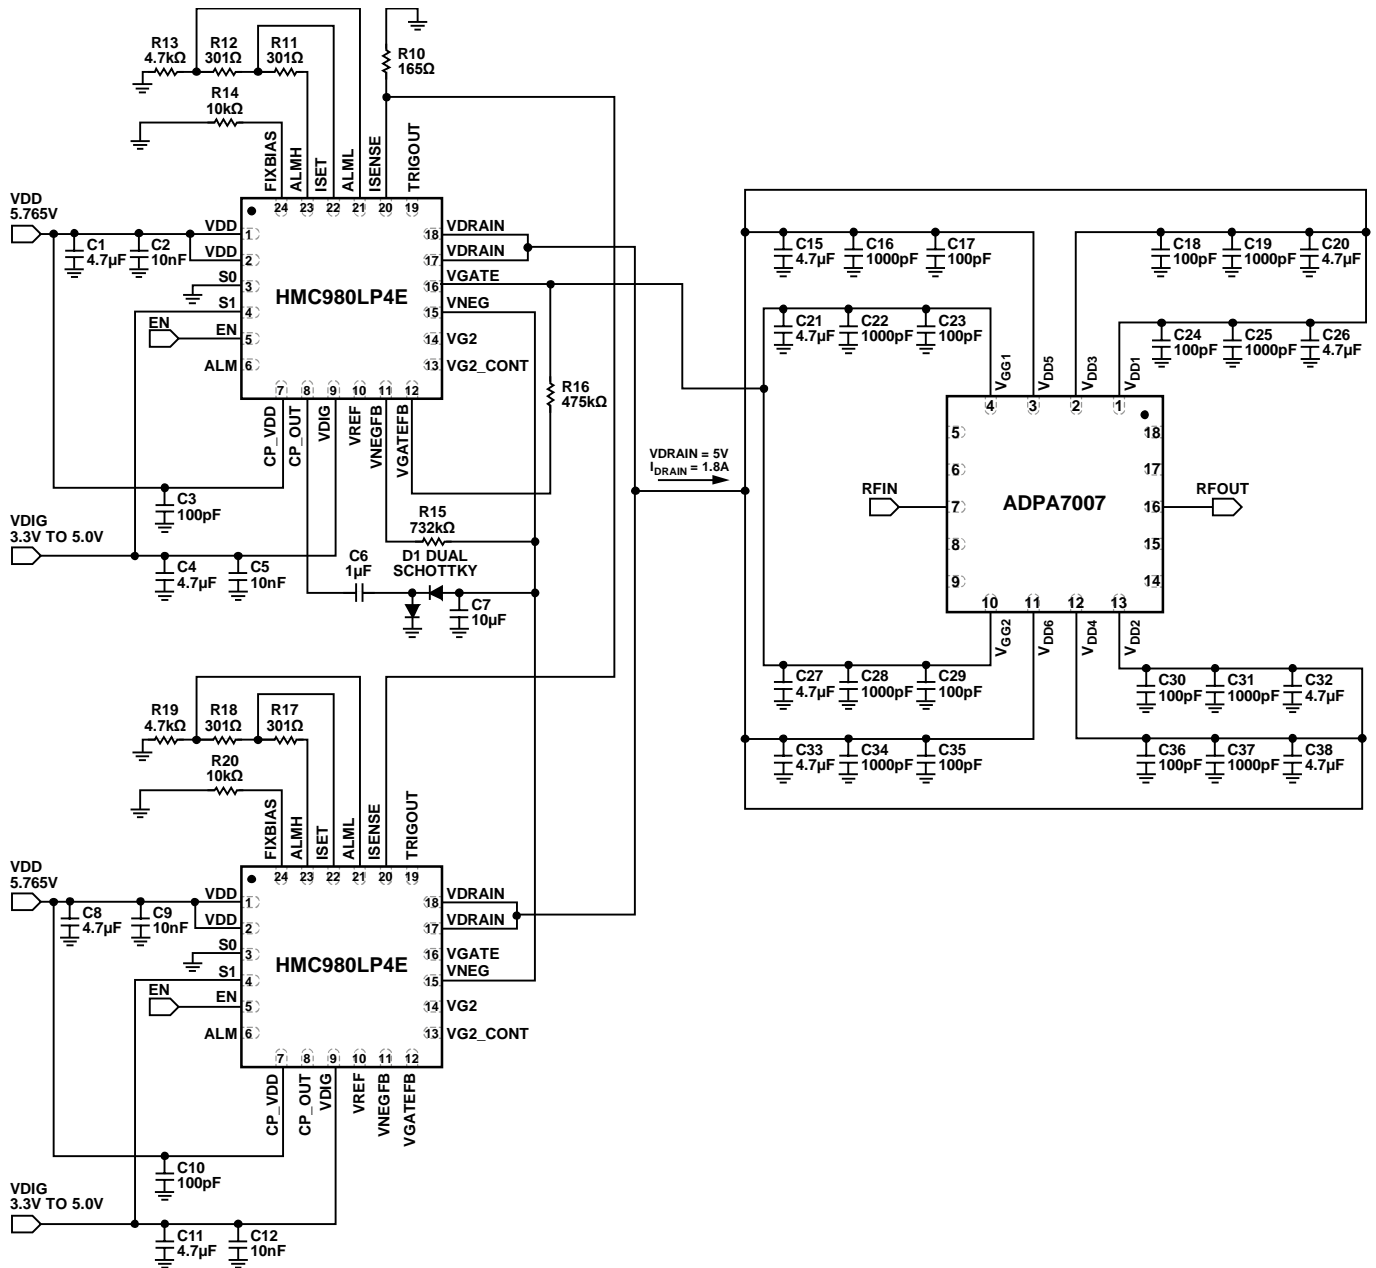 R13
4.7kΩ
R12
301Ω
R11
301Ω
R10
165Ω
R14
10kΩ
FIXBIAS
ALMH
ISET
ALML
ISENSE
TRIGOUT
24
23
22
21
20
19
VDD
5.765V
C1
4.7µF
C2
10nF
VDD
1
VDD
2
S0
3
S1
4
EN
EN
5
ALM
6
HMC980LP4E
18
VDRAIN
17
VDRAIN
16
VGATE
15
VNEG
14
VG2
13
VG2_CONT
7
8
9
10
11
12
CP_VDD
CP_OUT
VDIG
VREF
VNEGFB
VGATEFB
R16
475kΩ
C3
100pF
VDIG
3.3V TO 5.0V
C4
4.7µF
C5
10nF
R15
732kΩ
C6
1µF
D1 DUAL
SCHOTTKY
C7
10µF
VDRAIN = 5V
IDRAIN = 1.8A
C15
4.7µF
C16
1000pF
C17
100pF
C18
100pF
C19
1000pF
C20
4.7µF
C21
4.7µF
C22
1000pF
C23
100pF
C24
100pF
C25
1000pF
C26
4.7µF
VGG1
VDD5
VDD3
VDD1
4
3
2
1
5
6
7
8
9
18
17
16
15
14
RFIN
ADPA7007
RFOUT
10
11
12
13
VGG2
VDD6
VDD4
VDD2
C27
4.7µF
C28
1000pF
C29
100pF
C30
100pF
C31
1000pF
C32
4.7µF
C33
4.7µF
C34
1000pF
C35
100pF
C36
100pF
C37
1000pF
C38
4.7µF
R19
4.7kΩ
R18
301Ω
R17
301Ω
R20
10kΩ
FIXBIAS
ALMH
ISET
ALML
ISENSE
TRIGOUT
24
23
22
21
20
19
VDD
5.765V
C8
4.7µF
C9
10nF
VDD
1
VDD
2
S0
3
S1
4
EN
EN
5
ALM
6
HMC980LP4E
18
VDRAIN
17
VDRAIN
16
VGATE
15
VNEG
14
VG2
13
VG2_CONT
7
8
9
10
11
12
CP_VDD
CP_OUT
VDIG
VREF
VNEGFB
VGATEFB
C10
100pF
VDIG
3.3V TO 5.0V
C11
4.7µF
C12
10nF